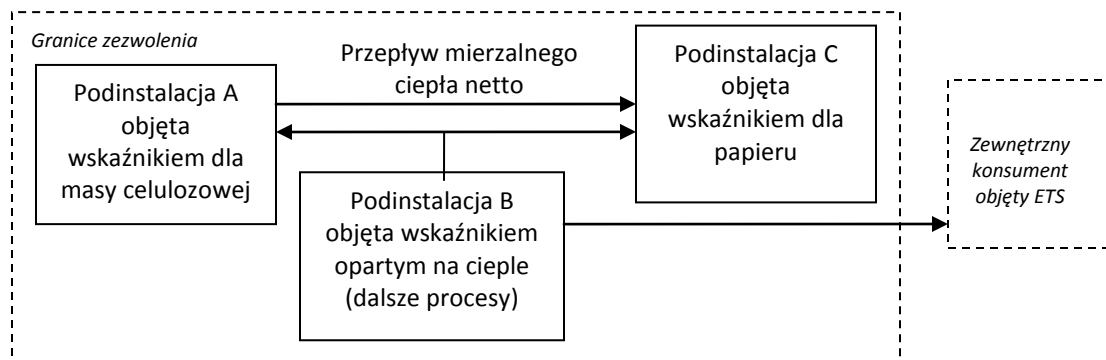 Granice zezwolenia
Podinstalacja A
objęta
wskaźnikiem dla
masy celulozowej
Przepływ mierzalnego
ciepła netto
Podinstalacja C
objęta
wskaźnikiem dla
papieru
Podinstalacja B
objęta wskaźnikiem
opartym na cieple
(dalsze procesy)
Zewnętrzny
konsument
objęty ETS